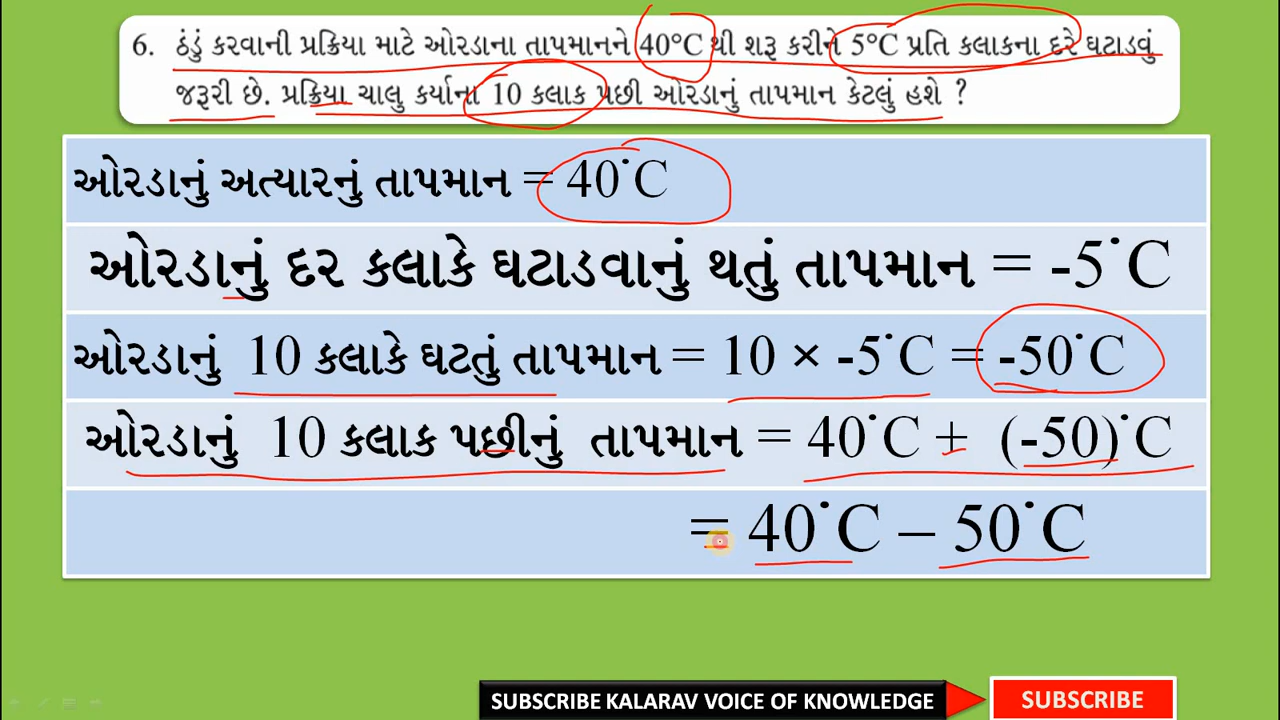 6. ઠંડું કરવાની પ્રક્રિયા માટે ઓરડાના તાપમાનને 40°C થી શરૂ કરીને 5°C પ્રતિ કલાકના દરે ઘટાડવું
જરૂરી છે. પ્રક્રિયા ચાલુ કર્યાના 10 કલાક પછી ઓરડાનું તાપમાન કેટલું હશે ?
ઓરડાનું અત્યારનું તાપમાન = 40˙C
ઓરડાનું દર કલાકે ઘટાડવાનું થતું તાપમાન = -5˙C
ઓરડાનું 10 કલાકે ઘટતું તાપમાન = 10 × -5˙C = -50˙C
ઓરડાનું 10 કલાક પછીનું તાપમાન = 40˙C + (-50)˙C
= 40˙C – 50˙C
SUBSCRIBE KALARAV VOICE OF KNOWLEDGE SUBSCRIBE